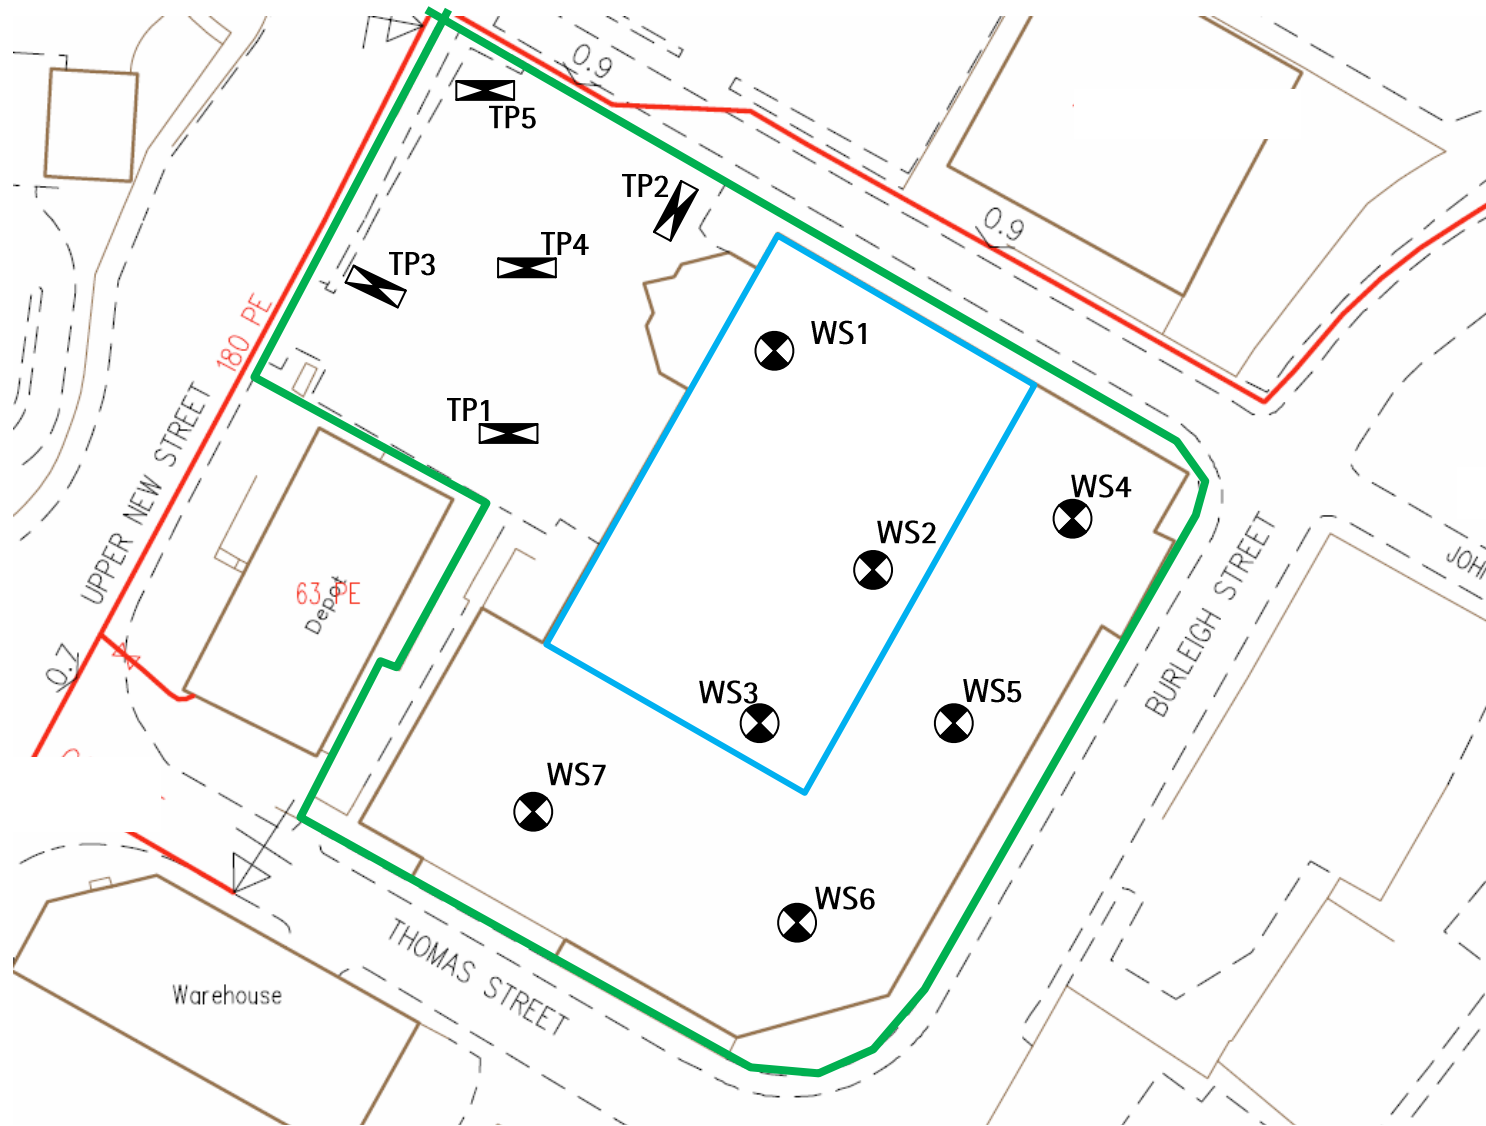 0.9
TP5
TP2
0.9
TP4
TP3
180 PE
WS1
UPPER NEW STREET
TP1
WS4
WS2
BURLEIGH STREET
63 PE
Depot
0.7
WS3
WS5
WS7
WS6
THOMAS STREET
Warehouse